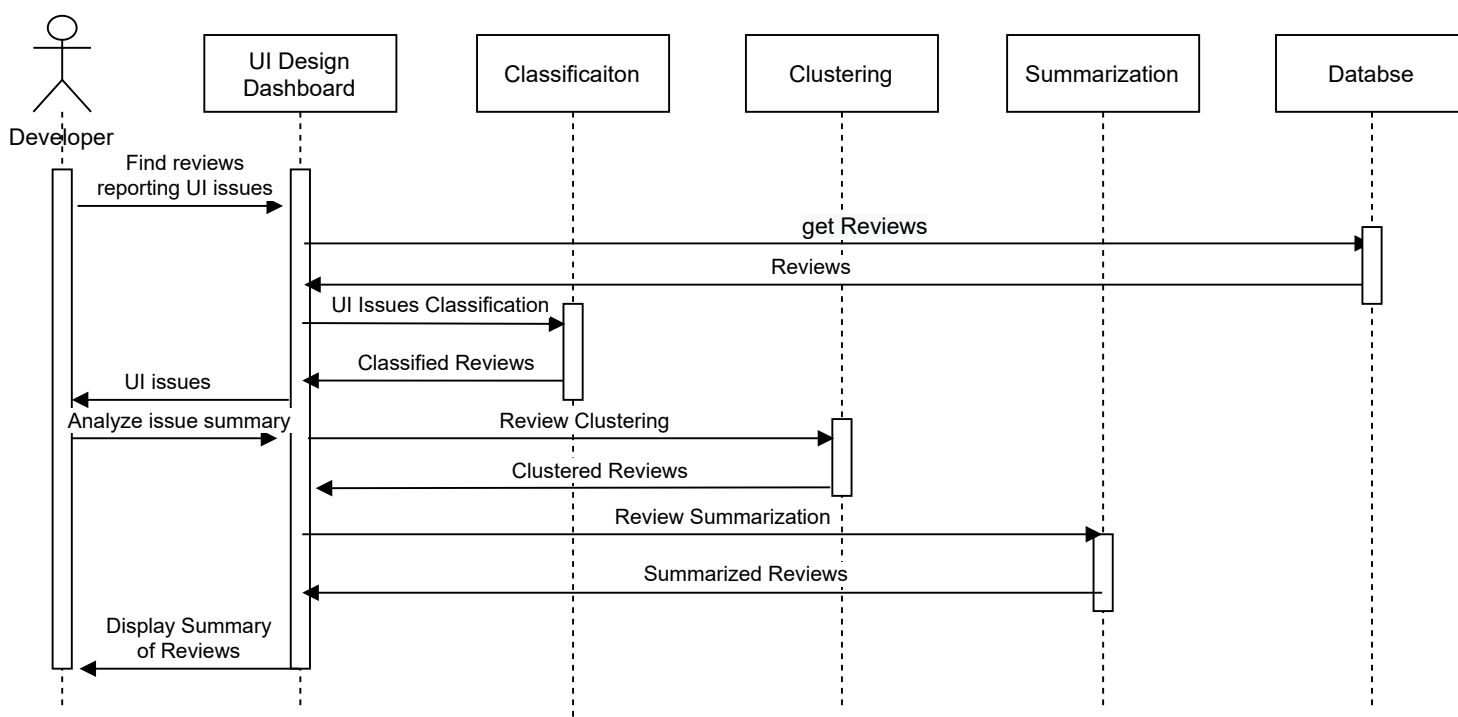 UI Design
Dashboard
Classificaiton
Clustering
Summarization
Databse
Developer
Find reviews
reporting UI issues
get Reviews
Reviews
UI Issues Classification
Classified Reviews
UI issues
Analyze issue summary
Review Clustering
Clustered Reviews
Review Summarization
Summarized Reviews
Display Summary
of Reviews